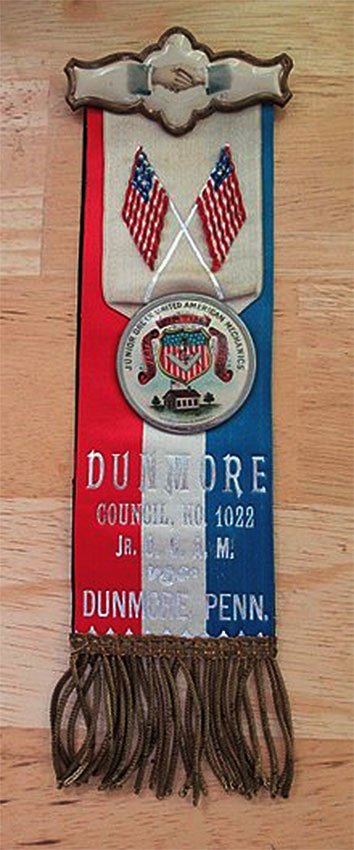 JUNIOR ORDER UNITED AMERICAN MECHANICS
DUNMORE
COUNCIL, NO. 1022
JR. O. U. A. M.
DUNMORE, PENN.